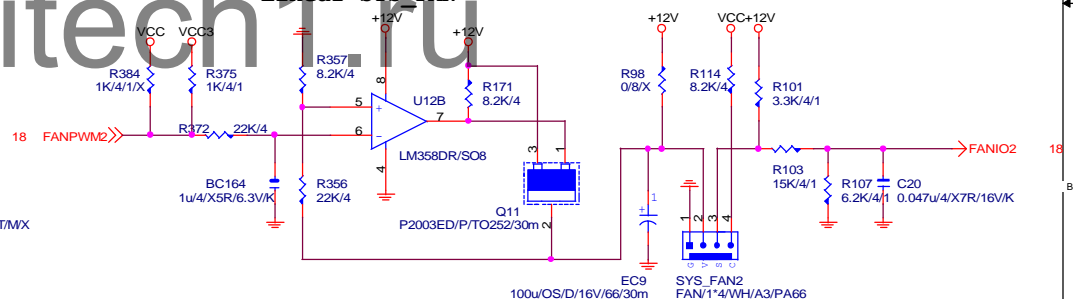 itech1.ru
VCC
VCC3
+12V
+12V
+12V
VCC+12V
R384
1K/4/1/X
R375
1K/4/1
R357
8.2K/4
R171
8.2K/4
R98
0/8/X
R114
8.2K/4
R101
3.3K/4/1
8
U12B
5
+
7
6
-
4
LM358DR/SO8
18
FANPWM2
R372
22K/4
3
1
FANIO2
18
R103
15K/4/1
R107
6.2K/4/1
C20
0.047u/4/X7R/16V/K
B
BC164
1u/4/X5R/6.3V/K
R356
22K/4
T/M/X
Q11
P2003ED/P/TO252/30m
2
+
1
1
2
3
4
G
V
S
C
EC9
100u/OS/D/16V/66/30m
SYS_FAN2
FAN/1*4/WH/A3/PA66